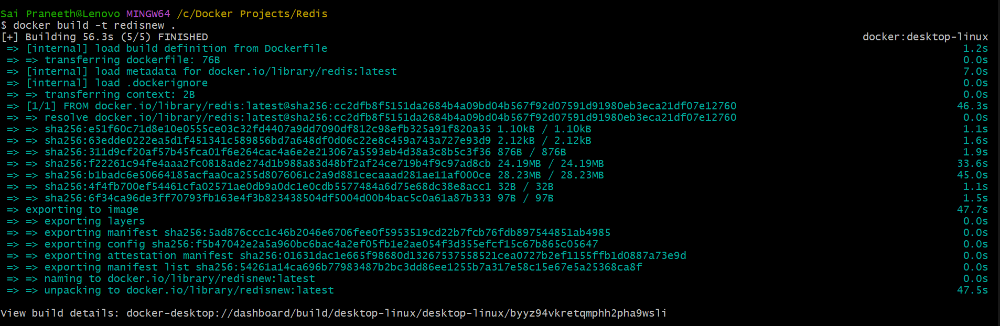 Sai Praneeth@Lenovo MINGW64 /c/Docker Projects/Redis
$ docker build -t redisnew .
[+] Building 56.3s (5/5) FINISHED docker:desktop-linux
=> [internal] load build definition from Dockerfile 1.2s
=> => transferring dockerfile: 76B 0.0s
=> [internal] load metadata for docker.io/library/redis:latest 7.0s
=> [internal] load .dockerignore 0.0s
=> => transferring context: 2B 0.0s
=> [1/1] FROM docker.io/library/redis:latest@sha256:cc2dfb8f5151da2684b4a09bd04b567f92d07591d91980eb3eca21df07e12760 46.3s
=> => resolve docker.io/library/redis:latest@sha256:cc2dfb8f5151da2684b4a09bd04b567f92d07591d91980eb3eca21df07e12760 0.0s
=> => sha256:e51f60c71d8e10e0555ce03c32fd4407a9dd7090df812c98efb325a91f820a35 1.10kB / 1.10kB 1.1s
=> => sha256:63edde0222ea5d1f451341c589856bd7a648df0d06c22e8c459a743a727e93d9 2.12kB / 2.12kB 1.6s
=> => sha256:311d9cf20af57b45fca01f6e264cac4a6e2e213067a5593eb4d38a3c8b5c3f36 876B / 876B 1.9s
=> => sha256:f22261c94fe4aaa2fc0818ade274d1b988a83d48bf2af24ce719b4f9c97ad8cb 24.19MB / 24.19MB 33.6s
=> => sha256:b1badc6e50664185acfaa0ca255d8076061c2a9d881cecaaad281ae11af000ce 28.23MB / 28.23MB 45.0s
=> => sha256:4f4fb700ef54461cfa02571ae0db9a0dc1e0cdb5577484a6d75e68dc38e8acc1 32B / 32B 1.1s
=> => sha256:6f34ca96de3ff70793fb163e4f3b823438504df5004d00b4bac5c0a61a87b333 97B / 97B 1.5s
=> exporting to image 47.7s
=> => exporting layers 0.0s
=> => exporting manifest sha256:5ad876ccc1c46b2046e6706fee0f5953519cd22b7fcb76fdb897544851ab4985 0.0s
=> => exporting config sha256:f5b47042e2a5a960bc6bac4a2ef05fb1e2ae054f3d355efcf15c67b865c05647 0.0s
=> => exporting attestation manifest sha256:01631dac1e665f98680d13267537558521cea0727b2ef1155ffb1d0887a73e9d 0.0s
=> => exporting manifest list sha256:54261a14ca696b77983487b2bc3dd86ee1255b7a317e58c15e67e5a25368ca8f 0.0s
=> => naming to docker.io/library/redisnew:latest 0.0s
=> => unpacking to docker.io/library/redisnew:latest 47.5s
View build details: docker-desktop://dashboard/build/desktop-linux/desktop-linux/byyz94vkretqmphh2pha9wsli